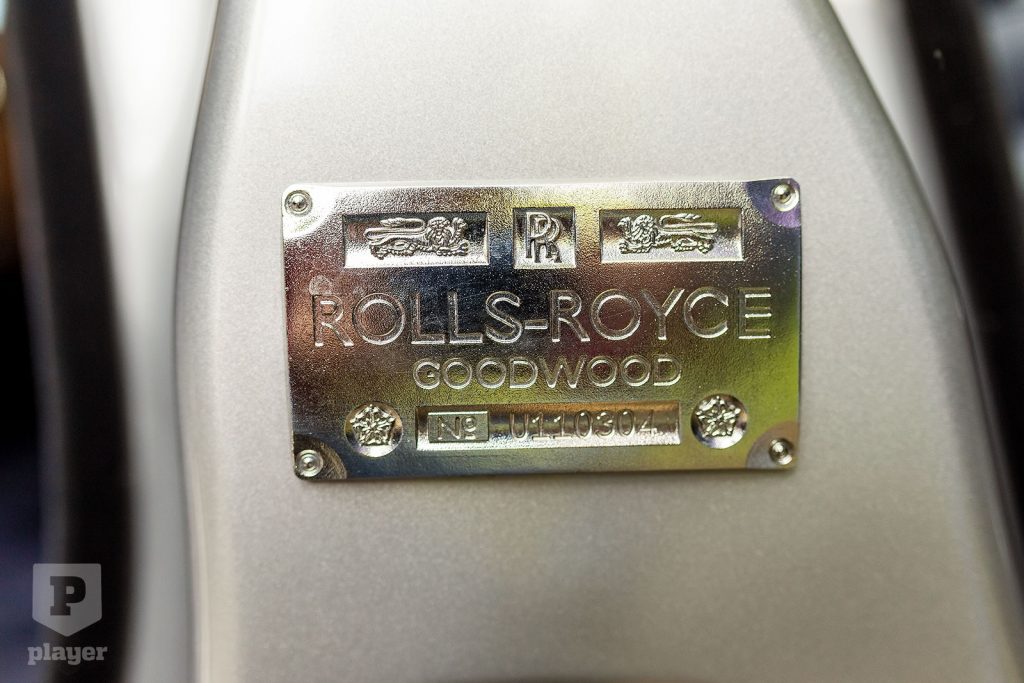 RR
ROLLS-ROYCE
GOODWOOD
Nº U110304
P
player